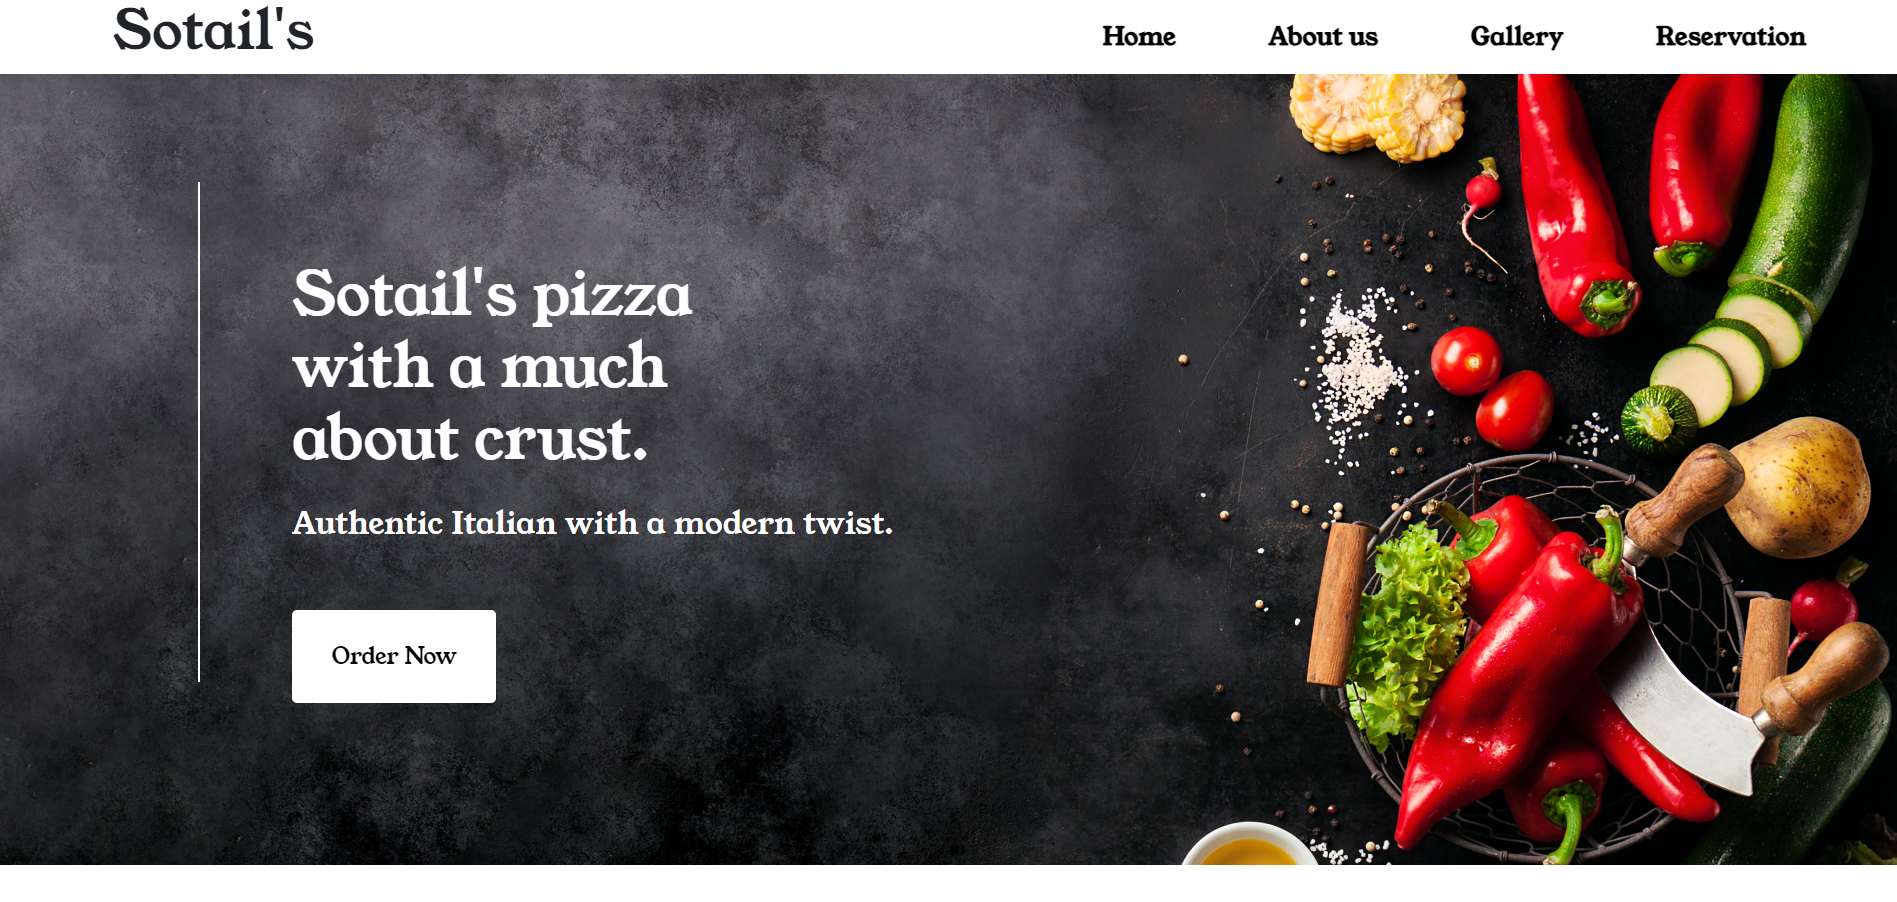 Sotail's
Home About us Gallery Reservation
Sotail's pizza
with a much
about crust.
Authentic Italian with a modern twist.
Order Now